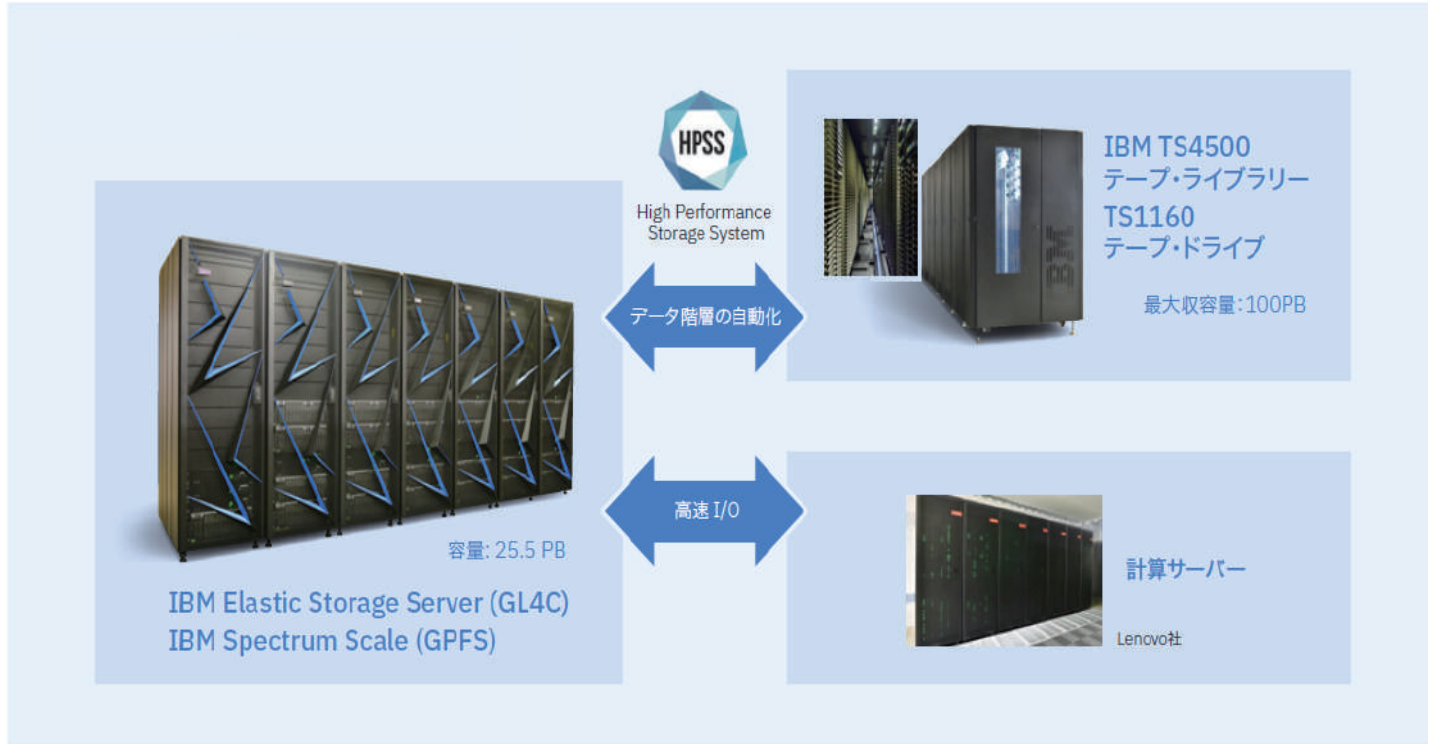 HPSS
High Performance
Storage System
データ階層の自動化
IBM TS4500
テープ・ライブラリー
TS1160
テープ・ドライブ
最大収容量：100PB
IBM
容量: 25.5 PB
IBM Elastic Storage Server (GL4C)
IBM Spectrum Scale (GPFS)
高速 I/O
計算サーバー
Lenovo社